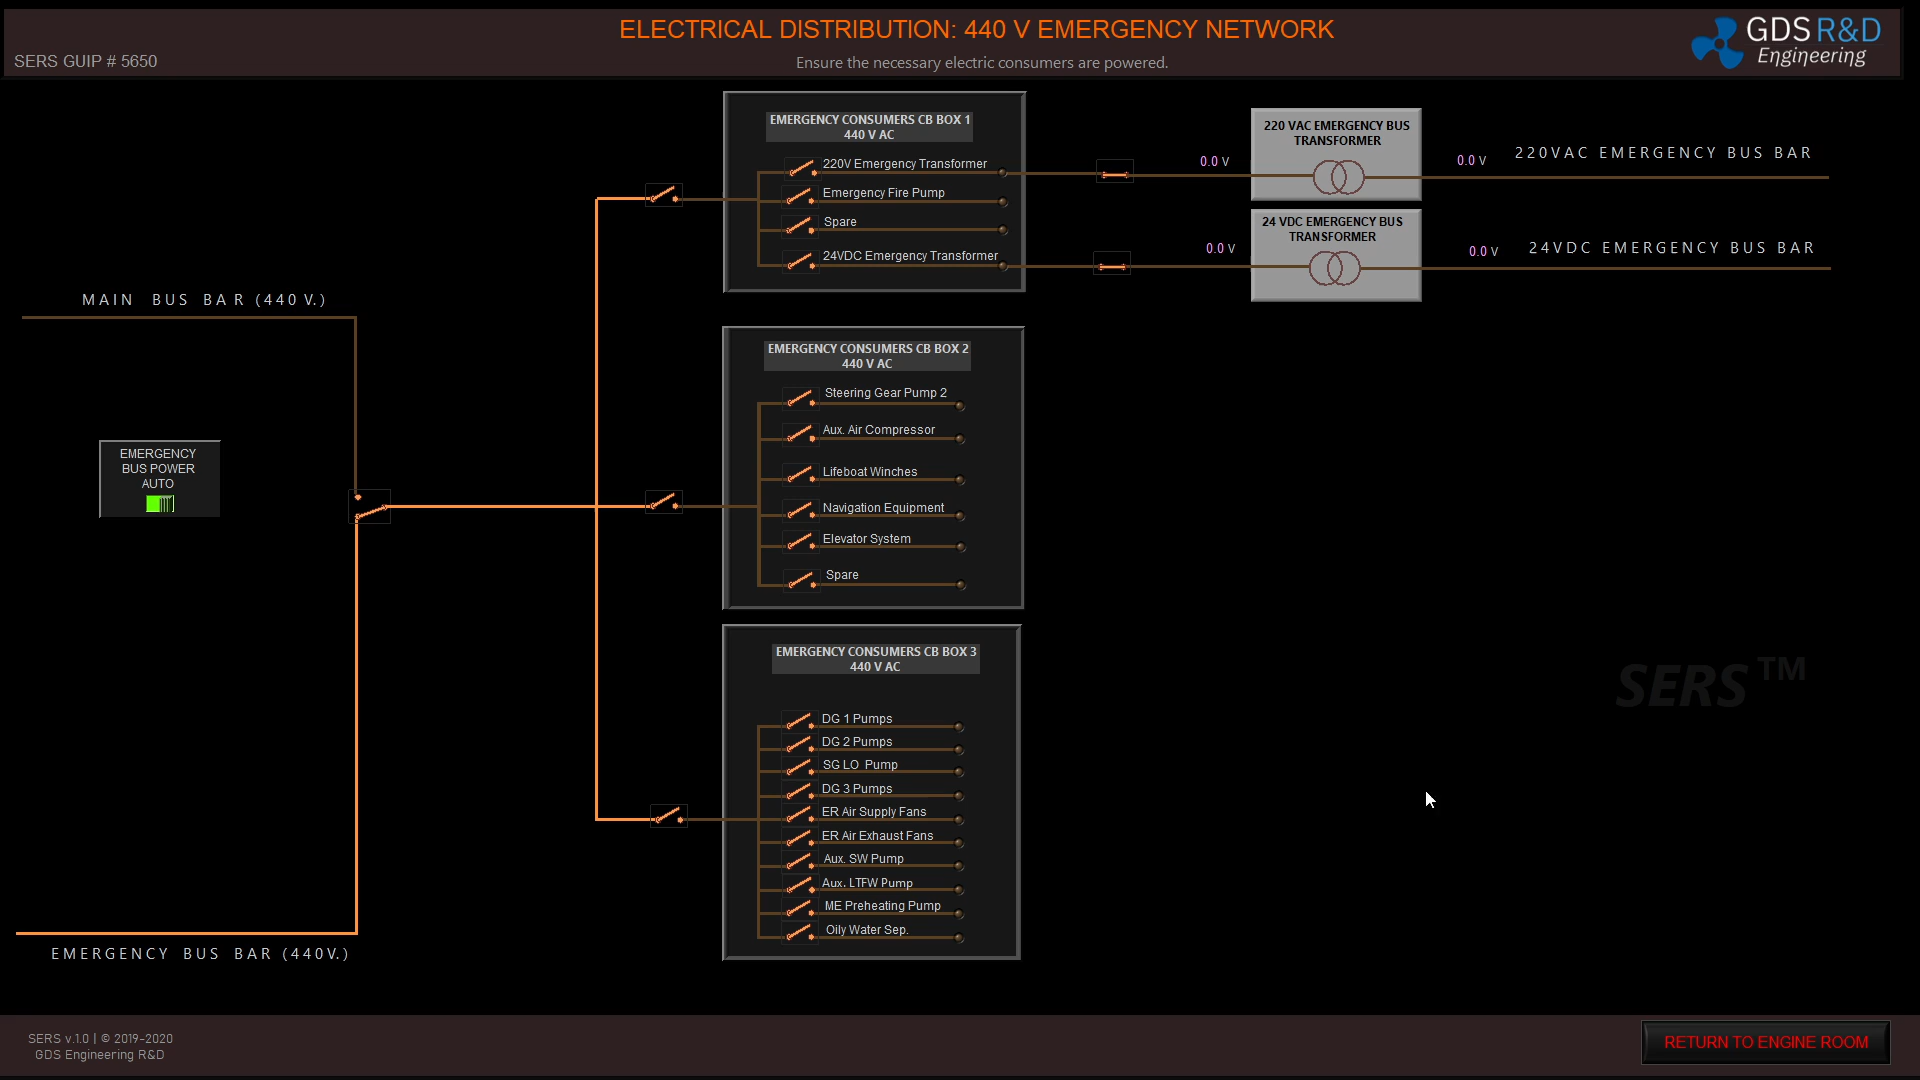 ELECTRICAL DISTRIBUTION: 440 V EMERGENCY NETWORK
SERS GUIP # 5650
Ensure the necessary electric consumers are powered.
GDS R&D
Engineering
EMERGENCY CONSUMERS CB BOX 1
440 V AC
220V Emergency Transformer
Emergency Fire Pump
Spare
24VDC Emergency Transformer
0.0 V
220 VAC EMERGENCY BUS
TRANSFORMER
0.0 V
220VAC EMERGENCY BUS BAR
0.0 V
24 VDC EMERGENCY BUS
TRANSFORMER
0.0 V
24VDC EMERGENCY BUS BAR
MAIN BUS BAR (440 V.)
EMERGENCY CONSUMERS CB BOX 2
440 V AC
Steering Gear Pump 2
Aux. Air Compressor
Lifeboat Winches
Navigation Equipment
Elevator System
Spare
EMERGENCY
BUS POWER
AUTO
EMERGENCY CONSUMERS CB BOX 3
440 V AC
DG 1 Pumps
DG 2 Pumps
SG LO Pump
DG 3 Pumps
ER Air Supply Fans
ER Air Exhaust Fans
Aux. SW Pump
Aux. LTFW Pump
ME Preheating Pump
Oily Water Sep.
SERS™
EMERGENCY BUS BAR (440V.)
SERS v.1.0 | © 2019-2020
GDS Engineering R&D
RETURN TO ENGINE ROOM